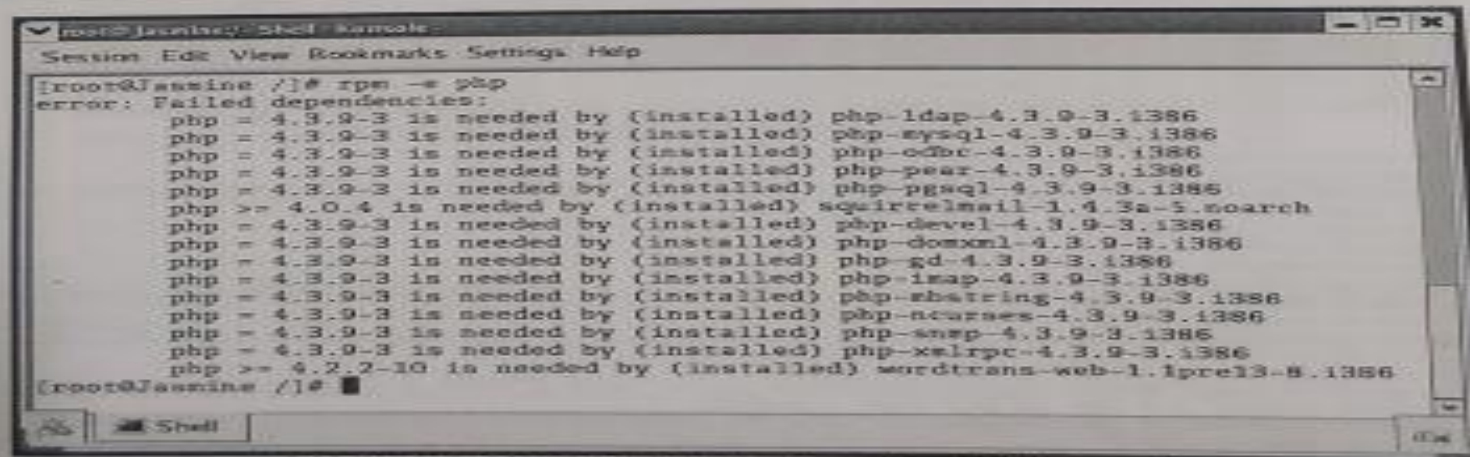 root@Jasmine:/ - Shell - Konsole
Session Edit View Bookmarks Settings Help
[root@Jasmine /]# rpm -e php
error: Failed dependencies:
php = 4.3.9-3 is needed by (installed) php-ldap-4.3.9-3.i386
php = 4.3.9-3 is needed by (installed) php-mysql-4.3.9-3.i386
php = 4.3.9-3 is needed by (installed) php-odbc-4.3.9-3.i386
php = 4.3.9-3 is needed by (installed) php-pear-4.3.9-3.i386
php = 4.3.9-3 is needed by (installed) php-pgsql-4.3.9-3.i386
php >= 4.0.4 is needed by (installed) squirrelmail-1.4.3a-5.noarch
php = 4.3.9-3 is needed by (installed) php-devel-4.3.9-3.i386
php = 4.3.9-3 is needed by (installed) php-domxml-4.3.9-3.i386
php = 4.3.9-3 is needed by (installed) php-gd-4.3.9-3.i386
php = 4.3.9-3 is needed by (installed) php-imap-4.3.9-3.i386
php = 4.3.9-3 is needed by (installed) php-mbstring-4.3.9-3.i386
php = 4.3.9-3 is needed by (installed) php-ncurses-4.3.9-3.i386
php = 4.3.9-3 is needed by (installed) php-snmp-4.3.9-3.i386
php = 4.3.9-3 is needed by (installed) php-xmlrpc-4.3.9-3.i386
php >= 4.2.2-10 is needed by (installed) wordtrans-web-1.1pre13-8.i386
[root@Jasmine /]#
Shell